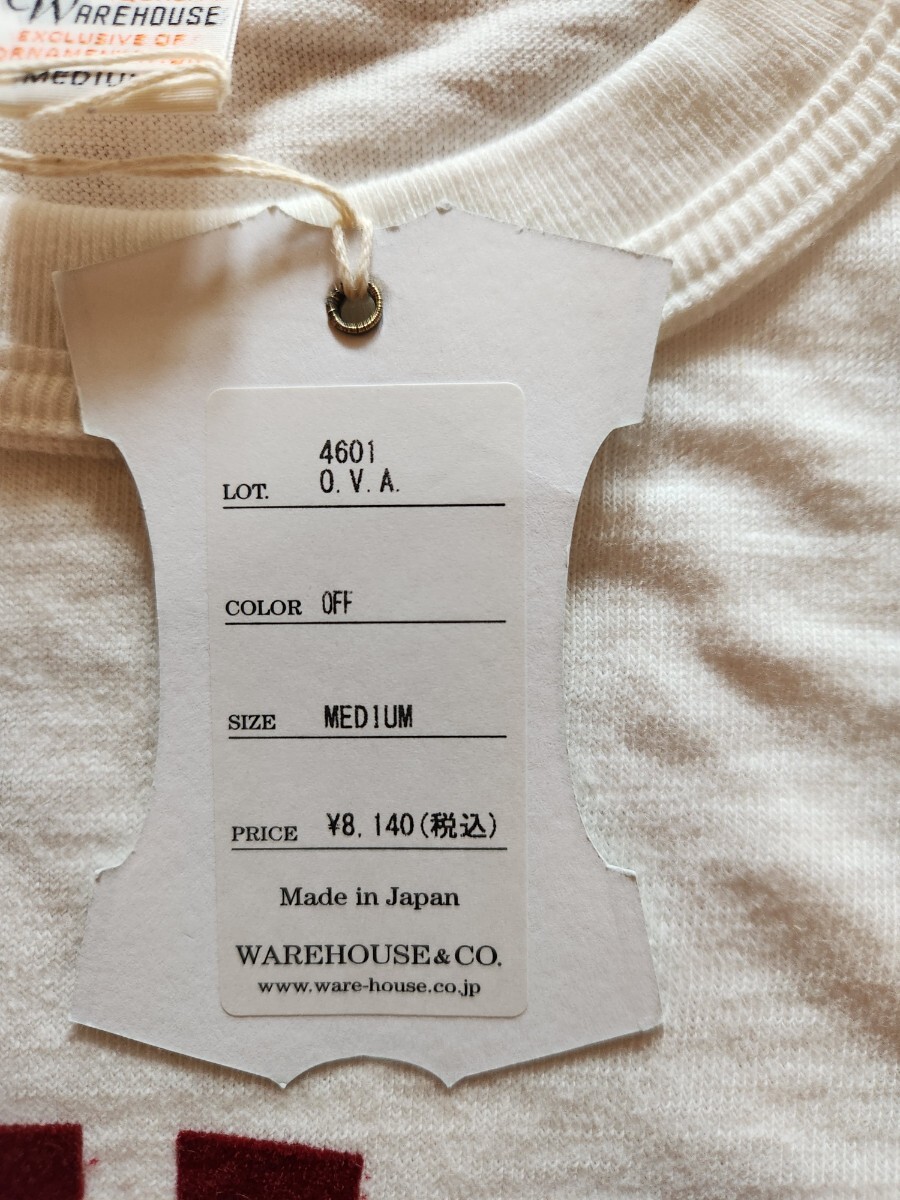 WAREHOUSE
EXCLUSIVE OF
MEDIUM
4601
LOT. O.V.A.
COLOR OFF
SIZE MEDIUM
PRICE ¥8,140(税込)
Made in Japan
WAREHOUSE & CO.
www.ware-house.co.jp